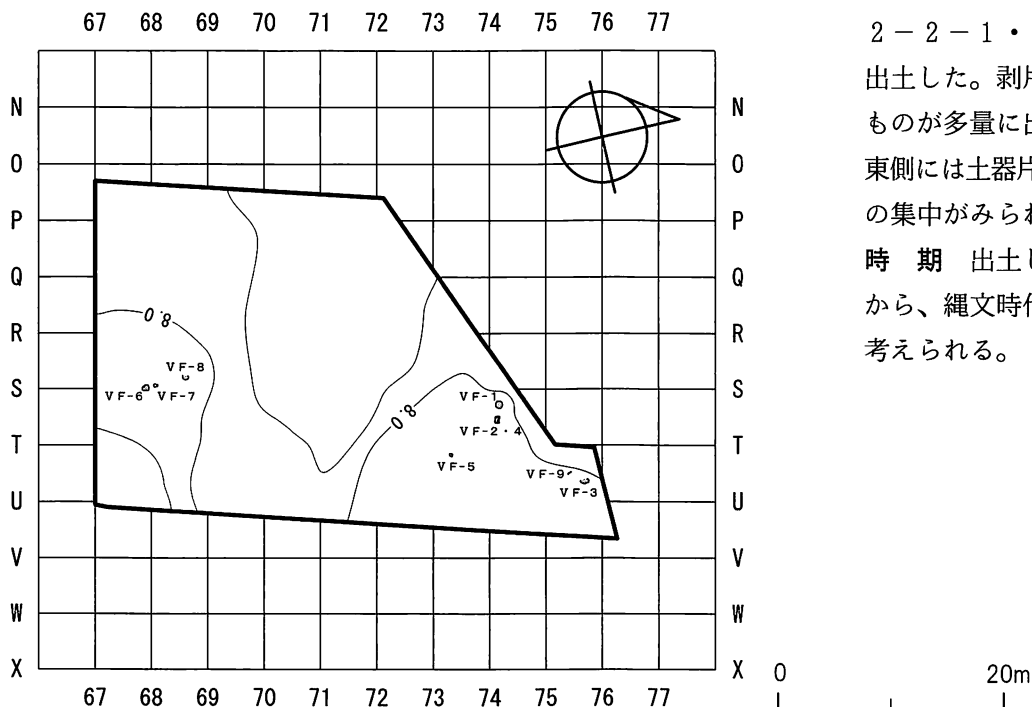 67 68 69 70 71 72 73 74 75 76 77
N N
O O
P P
Q Q
R R
S S
T T
U U
V V
W W
X X
67 68 69 70 71 72 73 74 75 76 77
8.0
VF-8
VF-6 VF-7
8.0
VF-1
VF-2・4
VF-5
VF-9
VF-3
0 20m
2－2－1・
出土した。剥片
ものが多量に出
東側には土器片
の集中がみられ
時 期 出土し
から、縄文時代
考えられる。